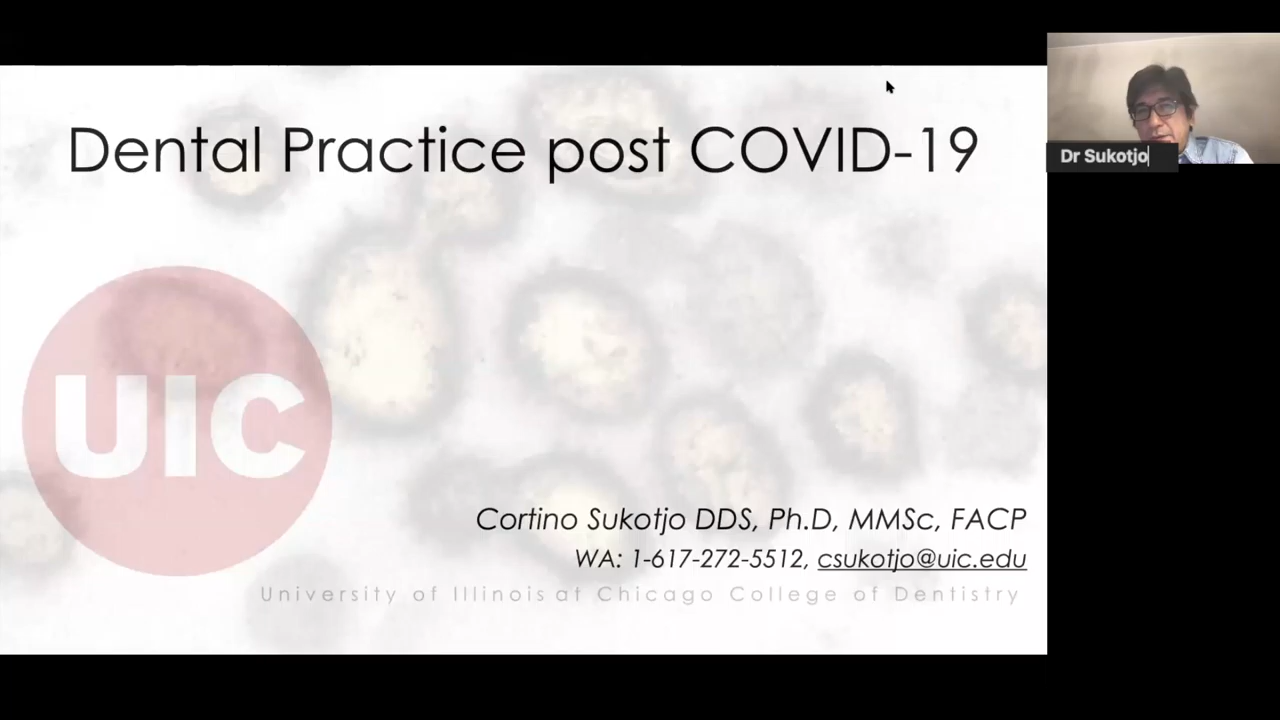 Dental Practice post COVID-19
Dr Sukotjo
UIC
Cortino Sukotjo DDS, Ph.D, MMSc, FACP
WA: 1-617-272-5512, csukotjo@uic.edu
University of Illinois at Chicago College of Dentistry